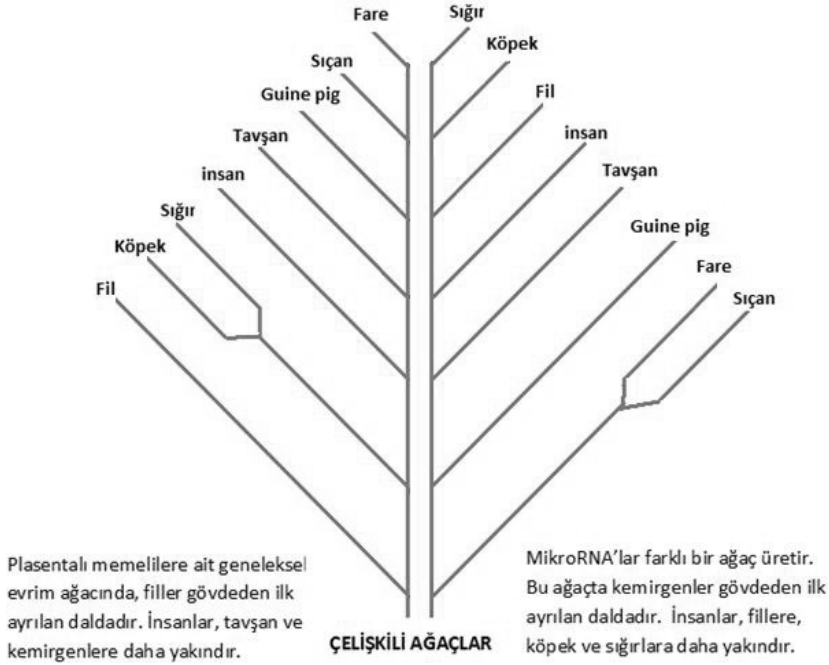 Fare
Sıçan
Guine pig
Tavşan
insan
Sığır
Köpek
Fil
Sığır
Köpek
Fil
insan
Tavşan
Guine pig
Fare
Sıçan
Plasentalı memelilere ait geneleksel
evrim ağacında, filler gövdeden ilk
ayrılan daldadır. İnsanlar, tavşan ve
kemirgenlere daha yakındır.
ÇELİŞKİLİ AĞAÇLAR
MikroRNA'lar farklı bir ağaç üretir.
Bu ağaçta kemirgenler gövdeden ilk
ayrılan daldadır. İnsanlar, fillere,
köpek ve sığırlara daha yakındır.